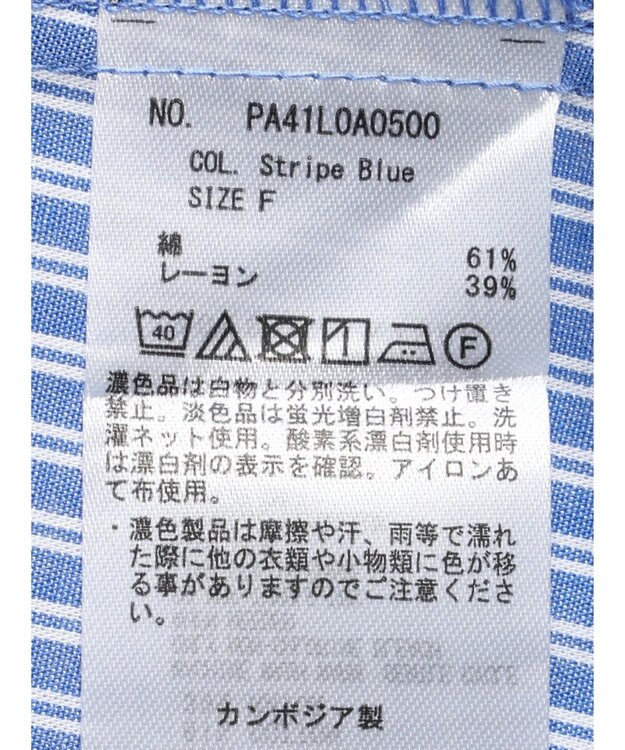 NO. PA41L0A0500
COL. Stripe Blue
SIZE F
綿 61%
レーヨン 39%
40 F
濃色品は白物と分別洗い。つけ置き
禁止。淡色品は蛍光増白剤禁止。洗
濯ネット使用。酸素系漂白剤使用時
は漂白剤の表示を確認。アイロンあ
て布使用。
・濃色製品は摩擦や汗、雨等で濡れ
た際に他の衣類や小物類に色が移
る事がありますのでご注意くださ
い。
カンボジア製